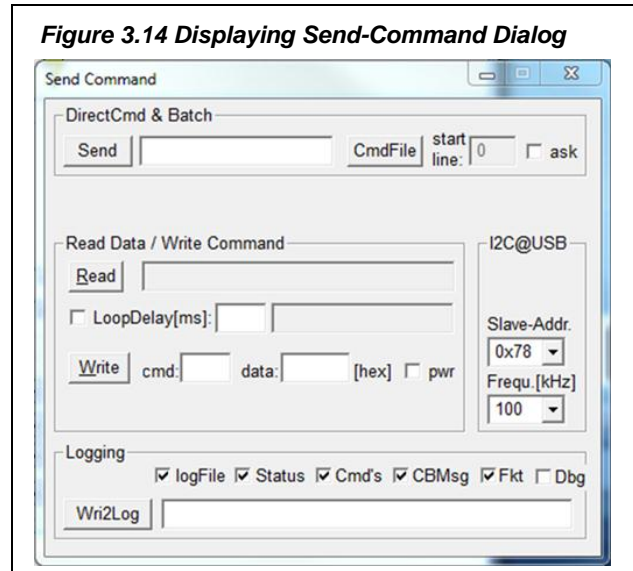 Figure 3.14 Displaying Send-Command Dialog
Send Command
DirectCmd & Batch
Send CmdFile start line: 0 ask
Read Data / Write Command
Read
LoopDelay[ms]:
Write cmd: data: [hex] pwr
I2C@USB
Slave-Addr.
0x78
Frequ.[kHz]
100
Logging
logFile Status Cmd's CBMsg Fkt Dbg
Wri2Log